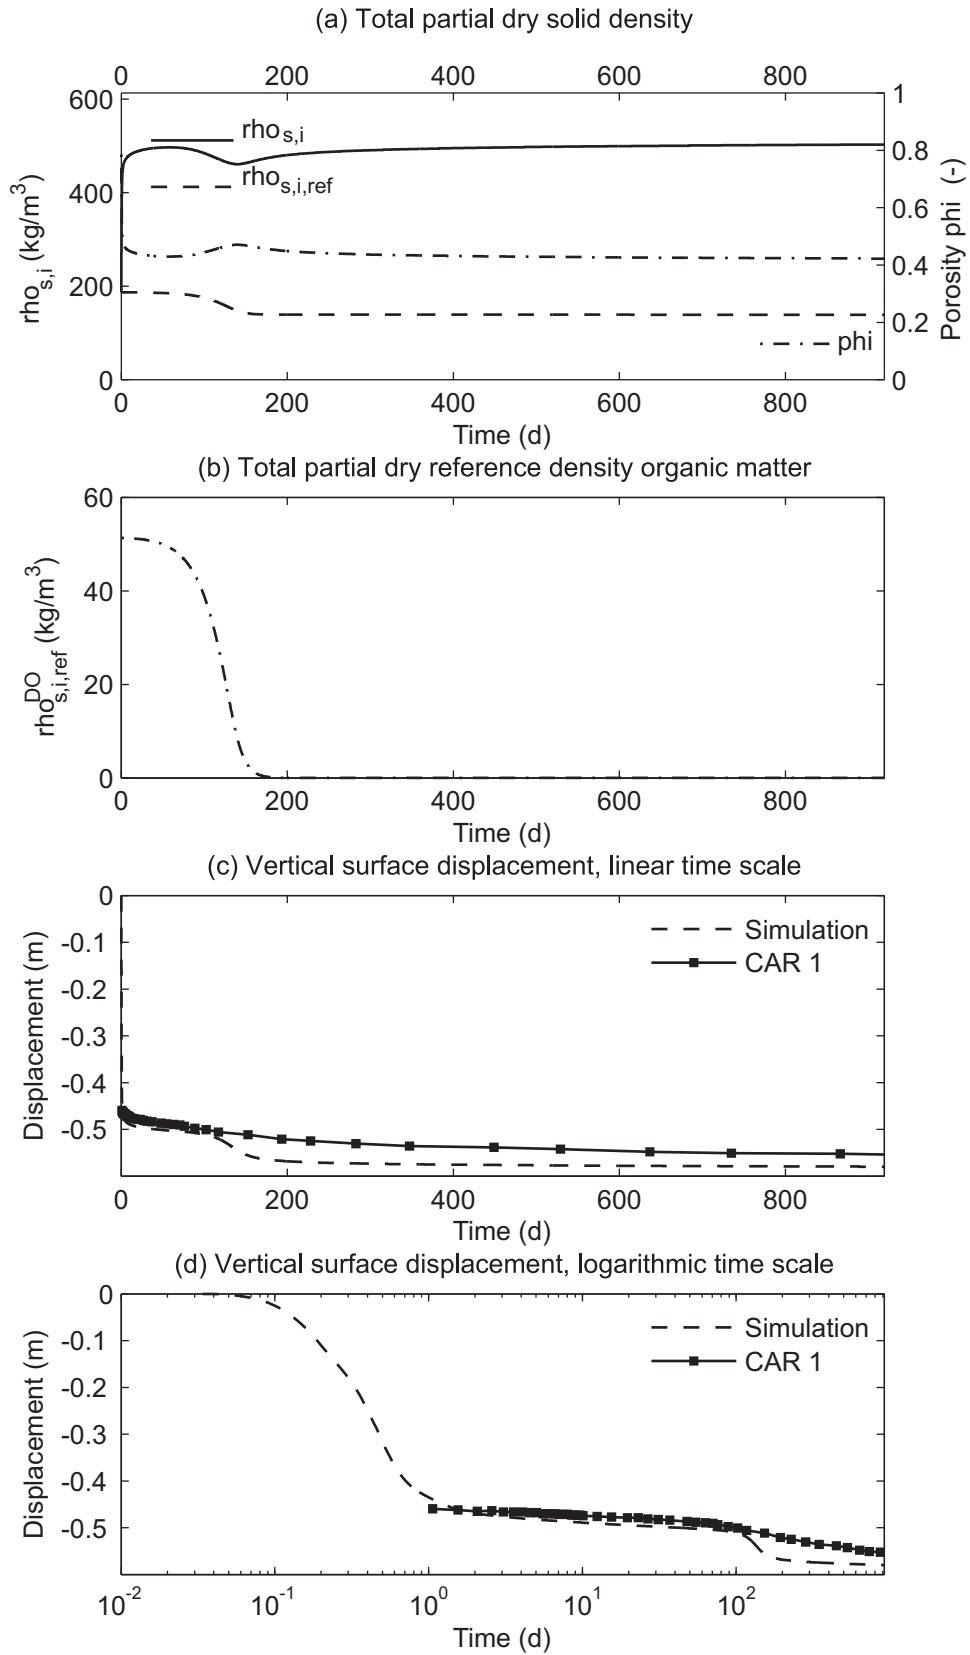 (a) Total partial dry solid density
0 200 400 600 800
600 1
rho_{s,i}
0.8
rho_{s,i,ref}
400 0.6
0.4
200 0.2
phi
0 0
rho_{s,i} (kg/m^3)
Porosity phi (-)
0 200 400 600 800
Time (d)
(b) Total partial dry reference density organic matter
60
40
20
0
rho^{DO}_{s,i,ref} (kg/m^3)
0 200 400 600 800
Time (d)
(c) Vertical surface displacement, linear time scale
0
Simulation
-0.1
CAR 1
-0.2
-0.3
-0.4
-0.5
Displacement (m)
0 200 400 600 800
Time (d)
(d) Vertical surface displacement, logarithmic time scale
0
Simulation
-0.1
CAR 1
-0.2
-0.3
-0.4
-0.5
Displacement (m)
10^{-2} 10^{-1} 10^0 10^1 10^2
Time (d)